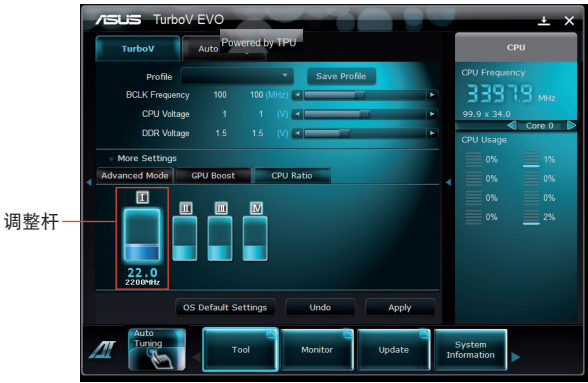 ASUS TurboV EVO
TurboV
Auto
Powered by TPU
Profile
Save Profile
BCLK Frequency 100 100 (MHz)
CPU Voltage 1 1 (V)
DDR Voltage 1.5 1.5 (V)
More Settings
Advanced Mode GPU Boost CPU Ratio
I II III IV
调整杆
22.0
2200MHz
OS Default Settings Undo Apply
CPU
CPU Frequency
3397.9 MHz
99.9 x 34.0
Core 0
CPU Usage
0% 1%
0% 0%
0% 0%
0% 2%
Auto
Tuning
Tool
Monitor
Update
System
Information